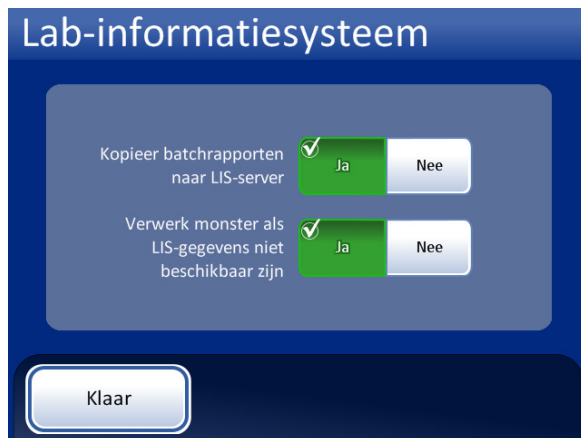 Lab-informatiesysteem
Kopieer batchrapporten
naar LIS-server
Ja
Nee
Verwerk monster als
LIS-gegevens niet
beschikbaar zijn
Ja
Nee
Klaar